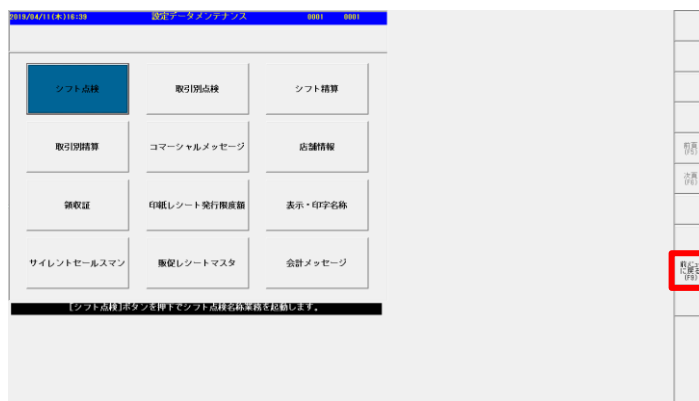 2019/04/11(木)16:39 設定データメンテナンス 0001 0001
シフト点検 取引別点検 シフト精算
取引別精算 コマーシャルメッセージ 店舗情報
領収証 印紙レシート発行限度額 表示・印字名称
サイレントセールスマン 販促レシートマスタ 会計メッセージ
[シフト点検]ボタンを押下でシフト点検名称業務を起動します。
前頁
(F5)
次頁
(F6)
に戻る
(F9)